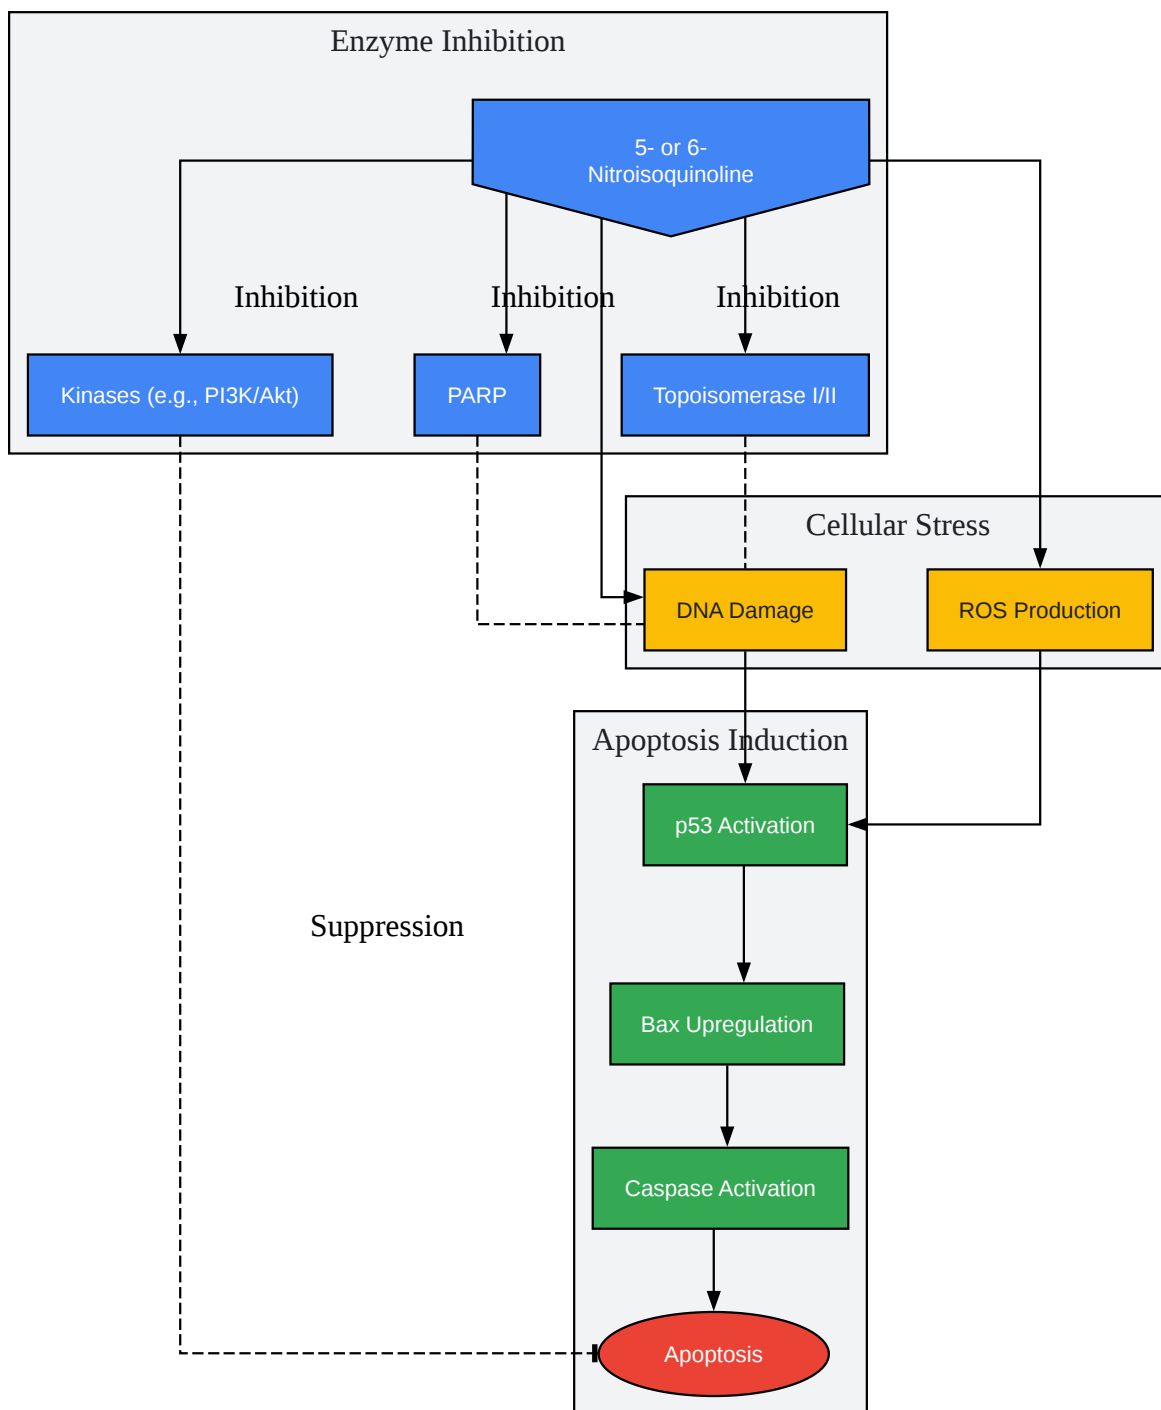 Enzyme Inhibition
5- or 6-
Nitroisoquinoline
Inhibition
Inhibition
Inhibition
Kinases (e.g., PI3K/Akt)
PARP
Topoisomerase I/II
Cellular Stress
DNA Damage
ROS Production
Apoptosis Induction
p53 Activation
Suppression
Bax Upregulation
Caspase Activation
Apoptosis